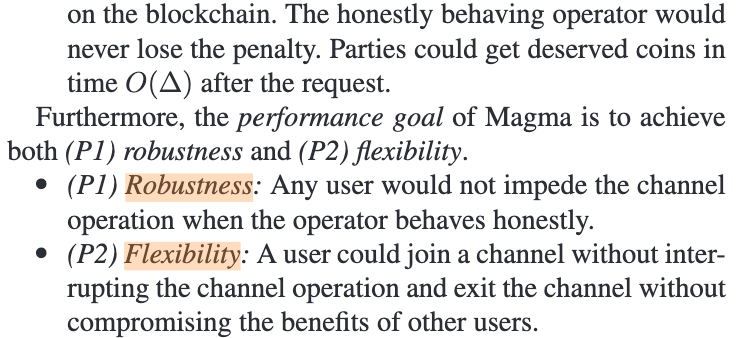 on the blockchain. The honestly behaving operator would
never lose the penalty. Parties could get deserved coins in
time O(Δ) after the request.
Furthermore, the performance goal of Magma is to achieve
both (P1) robustness and (P2) flexibility.
• (P1) Robustness: Any user would not impede the channel
operation when the operator behaves honestly.
• (P2) Flexibility: A user could join a channel without inter-
rupting the channel operation and exit the channel without
compromising the benefits of other users.